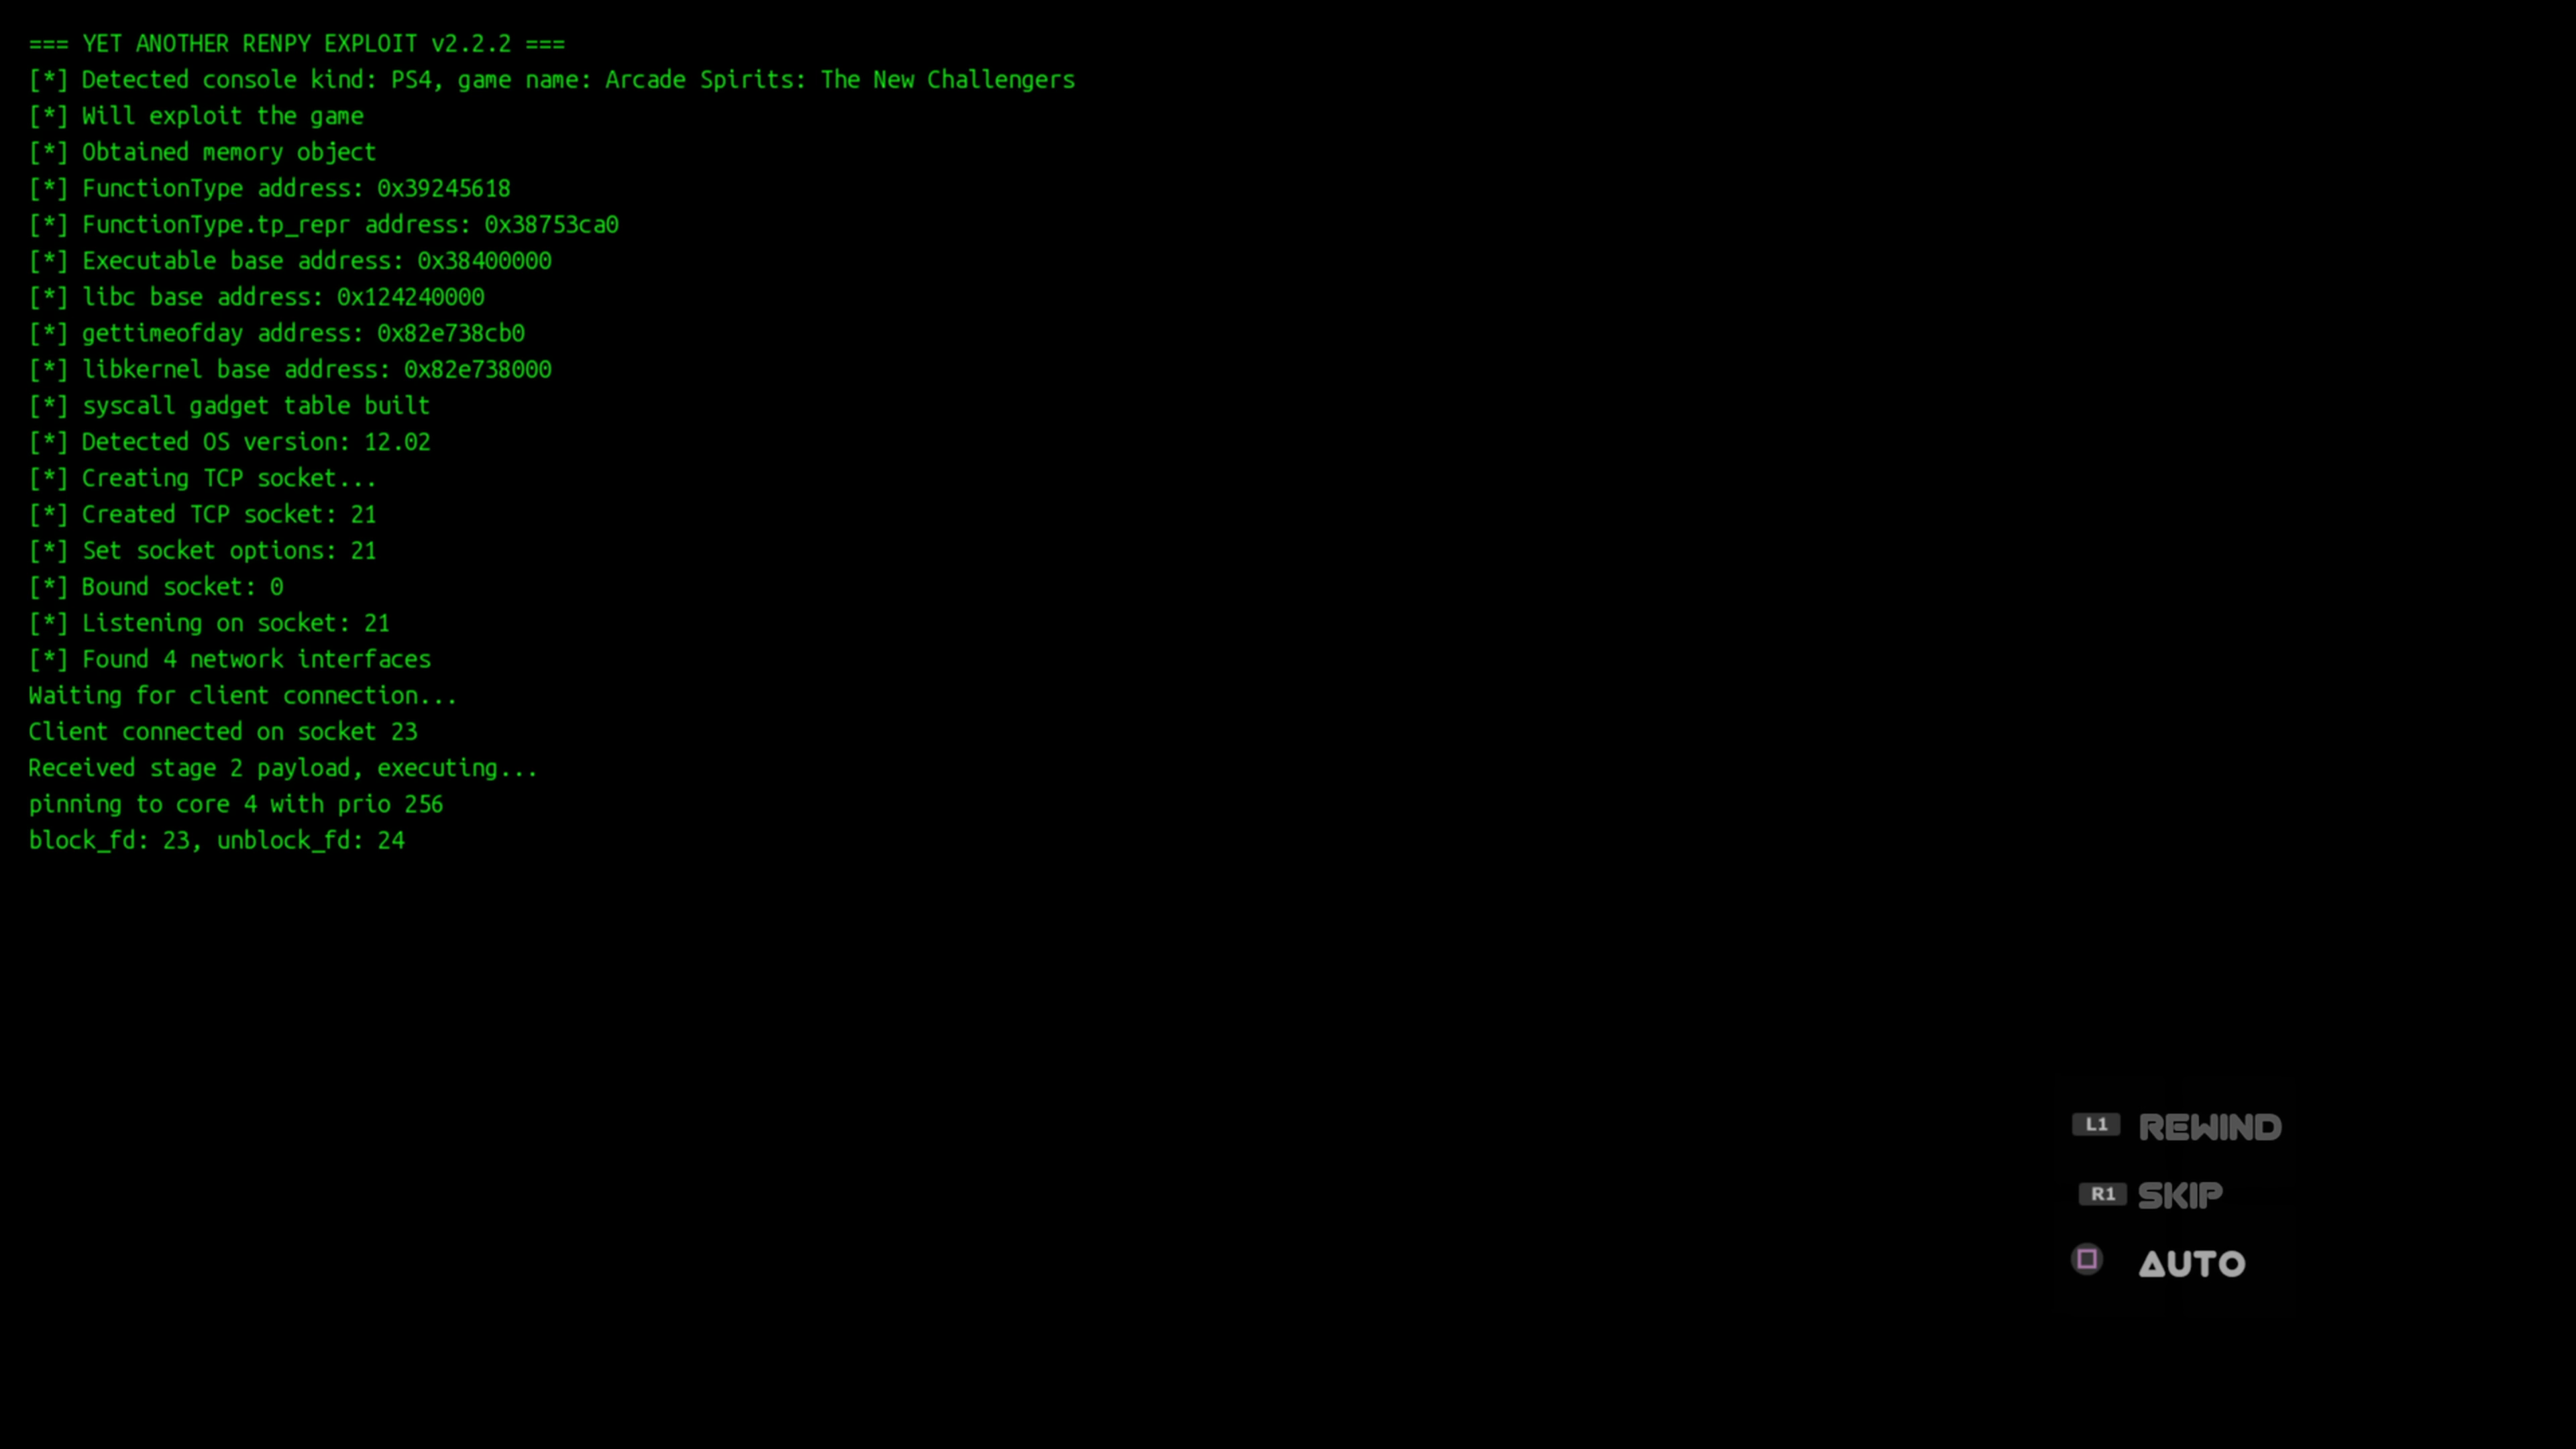 === YET ANOTHER RENPY EXPLOIT v2.2.2 ===
[*] Detected console kind: PS4, game name: Arcade Spirits: The New Challengers
[*] Will exploit the game
[*] Obtained memory object
[*] FunctionType address: 0x39245618
[*] FunctionType.tp_repr address: 0x38753ca0
[*] Executable base address: 0x38400000
[*] libc base address: 0x124240000
[*] gettimeofday address: 0x82e738cb0
[*] libkernel base address: 0x82e738000
[*] syscall gadget table built
[*] Detected OS version: 12.02
[*] Creating TCP socket...
[*] Created TCP socket: 21
[*] Set socket options: 21
[*] Bound socket: 0
[*] Listening on socket: 21
[*] Found 4 network interfaces
Waiting for client connection...
Client connected on socket 23
Received stage 2 payload, executing...
pinning to core 4 with prio 256
block_fd: 23, unblock_fd: 24
L1 REWIND
R1 SKIP
AUTO